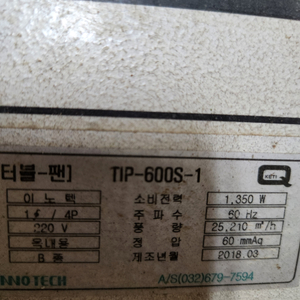 터블-팬] TIP-600S-1 Q
이노텍 소비전력 1,350 W
1∮ / 4P 주파수 60 Hz
220 V 풍량 25,210 m³/h
옥내용 정압 60 mmAq
B종 제조년월 2018.03
NNOTECH A/S(032)679-7594